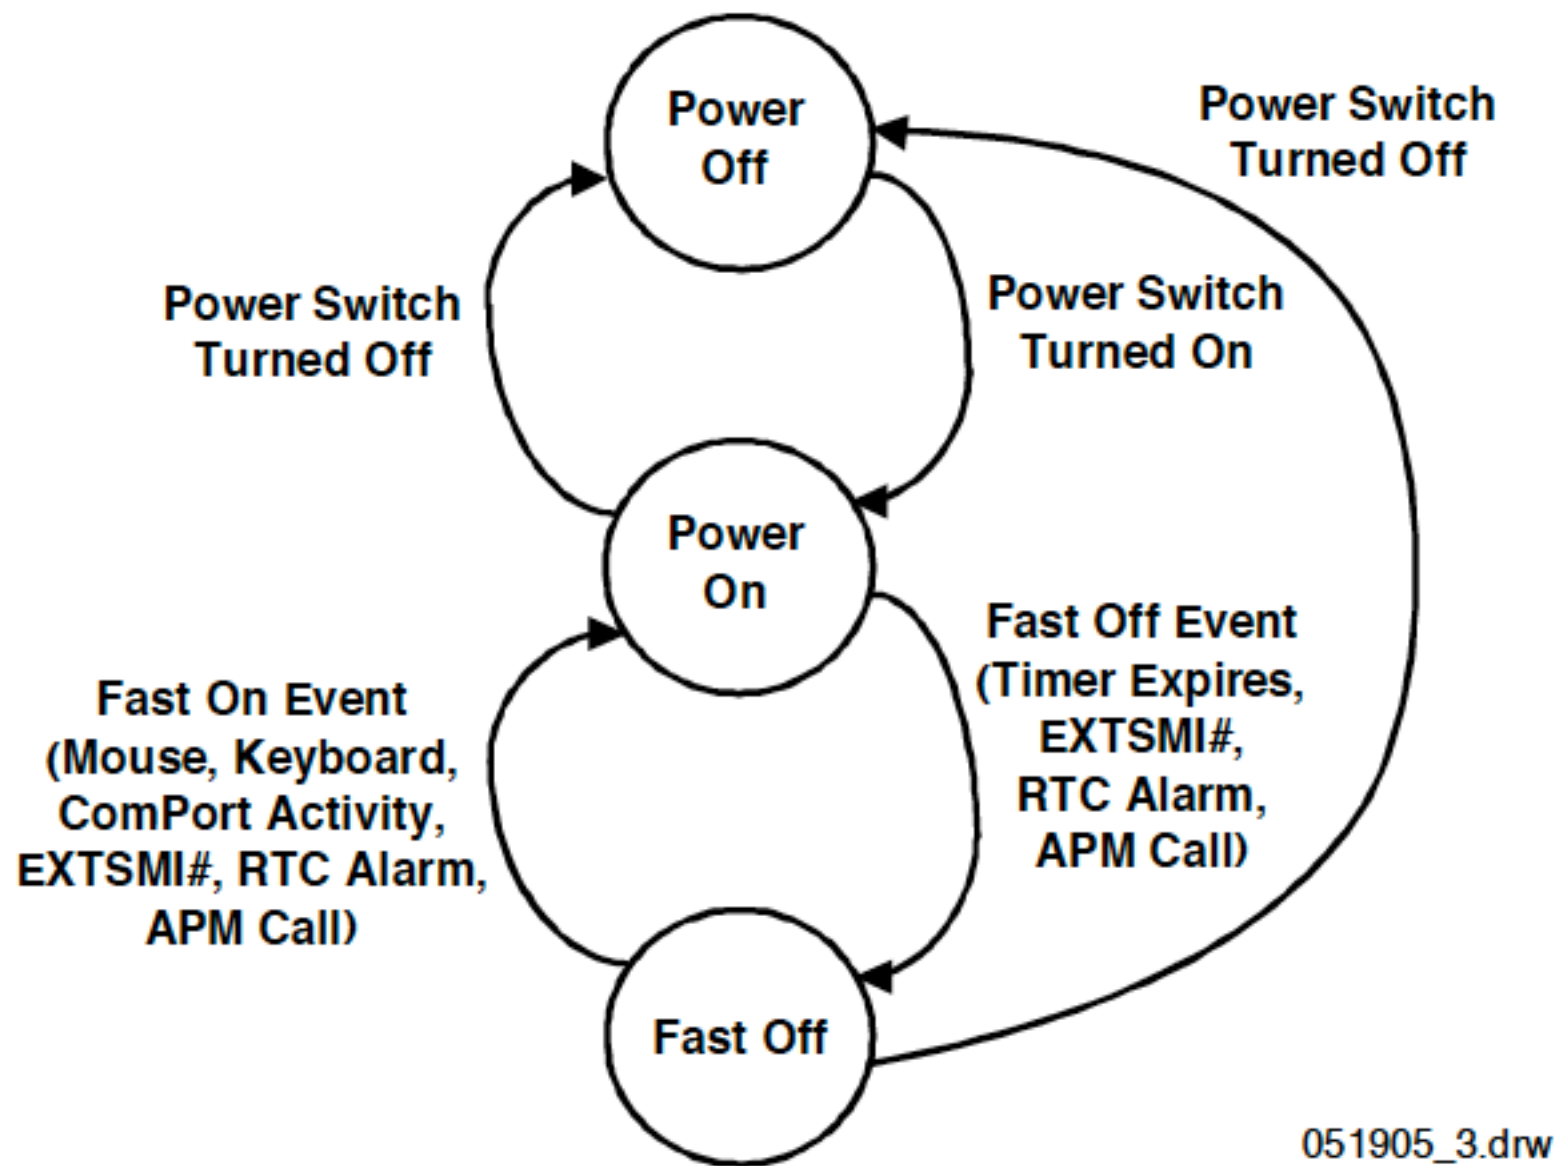 Power
Off
Power Switch
Turned Off
Power Switch
Turned Off
Power Switch
Turned On
Power
On
Fast On Event
(Mouse, Keyboard,
ComPort Activity,
EXTSMI#, RTC Alarm,
APM Call)
Fast Off Event
(Timer Expires,
EXTSMI#,
RTC Alarm,
APM Call)
Fast Off
051905_3.drw